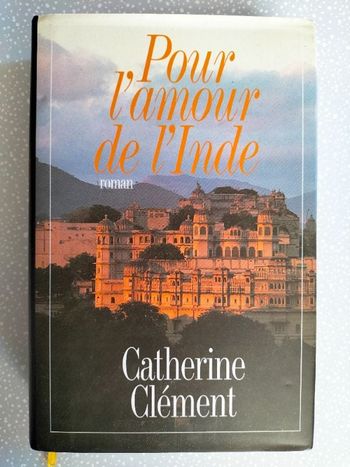 Pour
l'amour
de l'Inde
roman
Catherine
Clément